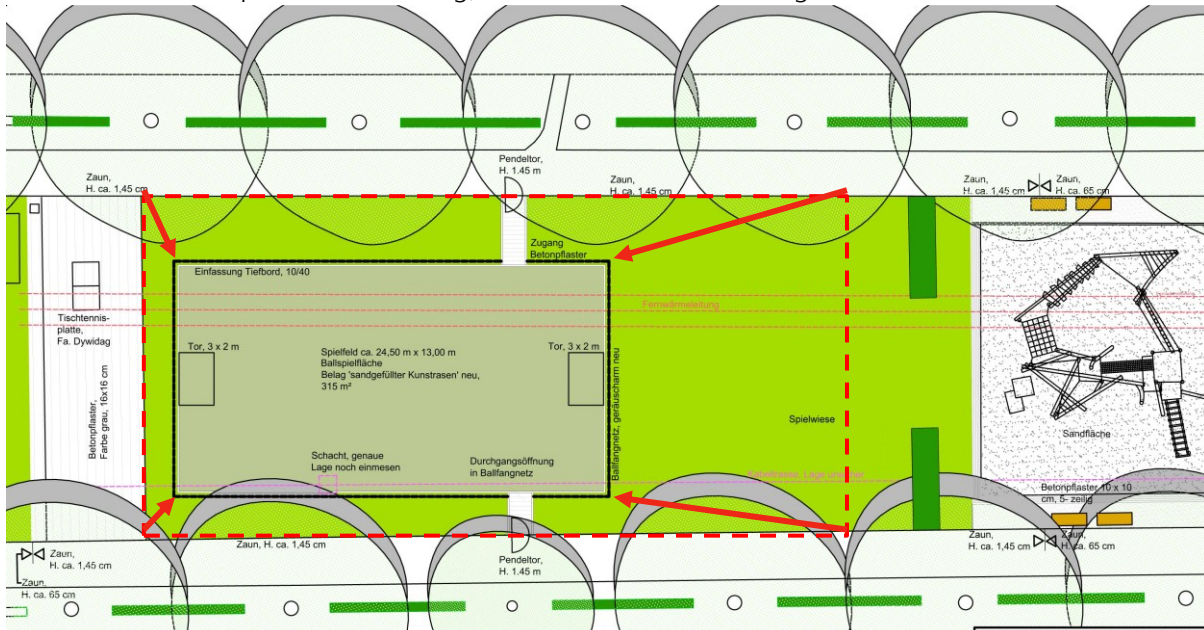 Pendeltor,
H. 1.45 m
Zaun,
H. ca. 1,45 cm
Zaun,
H. ca. 1,45 cm
Zaun,
H. ca. 1,45 cm
Zaun,
H. ca. 65 cm
Zugang
Betonpflaster
Einfassung Tiefbord, 10/40
Fernwärmeleitung
Tischtennis-
platte,
Fa. Dywidag
Tor, 3 x 2 m
Spielfeld ca. 24,50 m x 13,00 m
Ballspielfläche
Belag 'sandgefüllter Kunstrasen' neu,
315 m²
Tor, 3 x 2 m
Ballfangnetz, geräuscharm neu
Betonpflaster,
Farbe grau, 16x16 cm
Spielwiese
Sandfläche
Schacht, genaue
Lage noch einmesen
Durchgangsöffnung
in Ballfangnetz
Lage
Betonpflaster 10 x 10
cm, 5- zeilig
Zaun, H. ca. 1,45 cm
Pendeltor,
H. 1.45 m
Zaun,
H. ca. 1,45 cm
Zaun,
H. ca. 65 cm
Zaun,
H. ca. 1,45 cm
Zaun,
H. ca. 65 cm